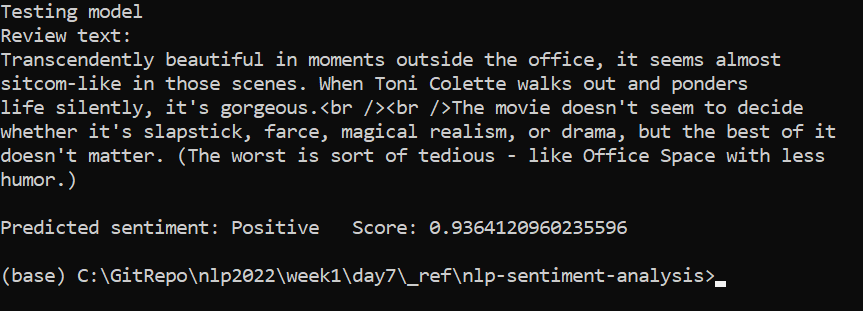 Testing model
Review text:
Transcendently beautiful in moments outside the office, it seems almost
sitcom-like in those scenes. When Toni Colette walks out and ponders
life silently, it's gorgeous.<br /><br />The movie doesn't seem to decide
whether it's slapstick, farce, magical realism, or drama, but the best of it
doesn't matter. (The worst is sort of tedious - like Office Space with less
humor.)
Predicted sentiment: Positive   Score: 0.9364120960235596
(base) C:\GitRepo\nlp2022\week1\day7\_ref\nlp-sentiment-analysis>